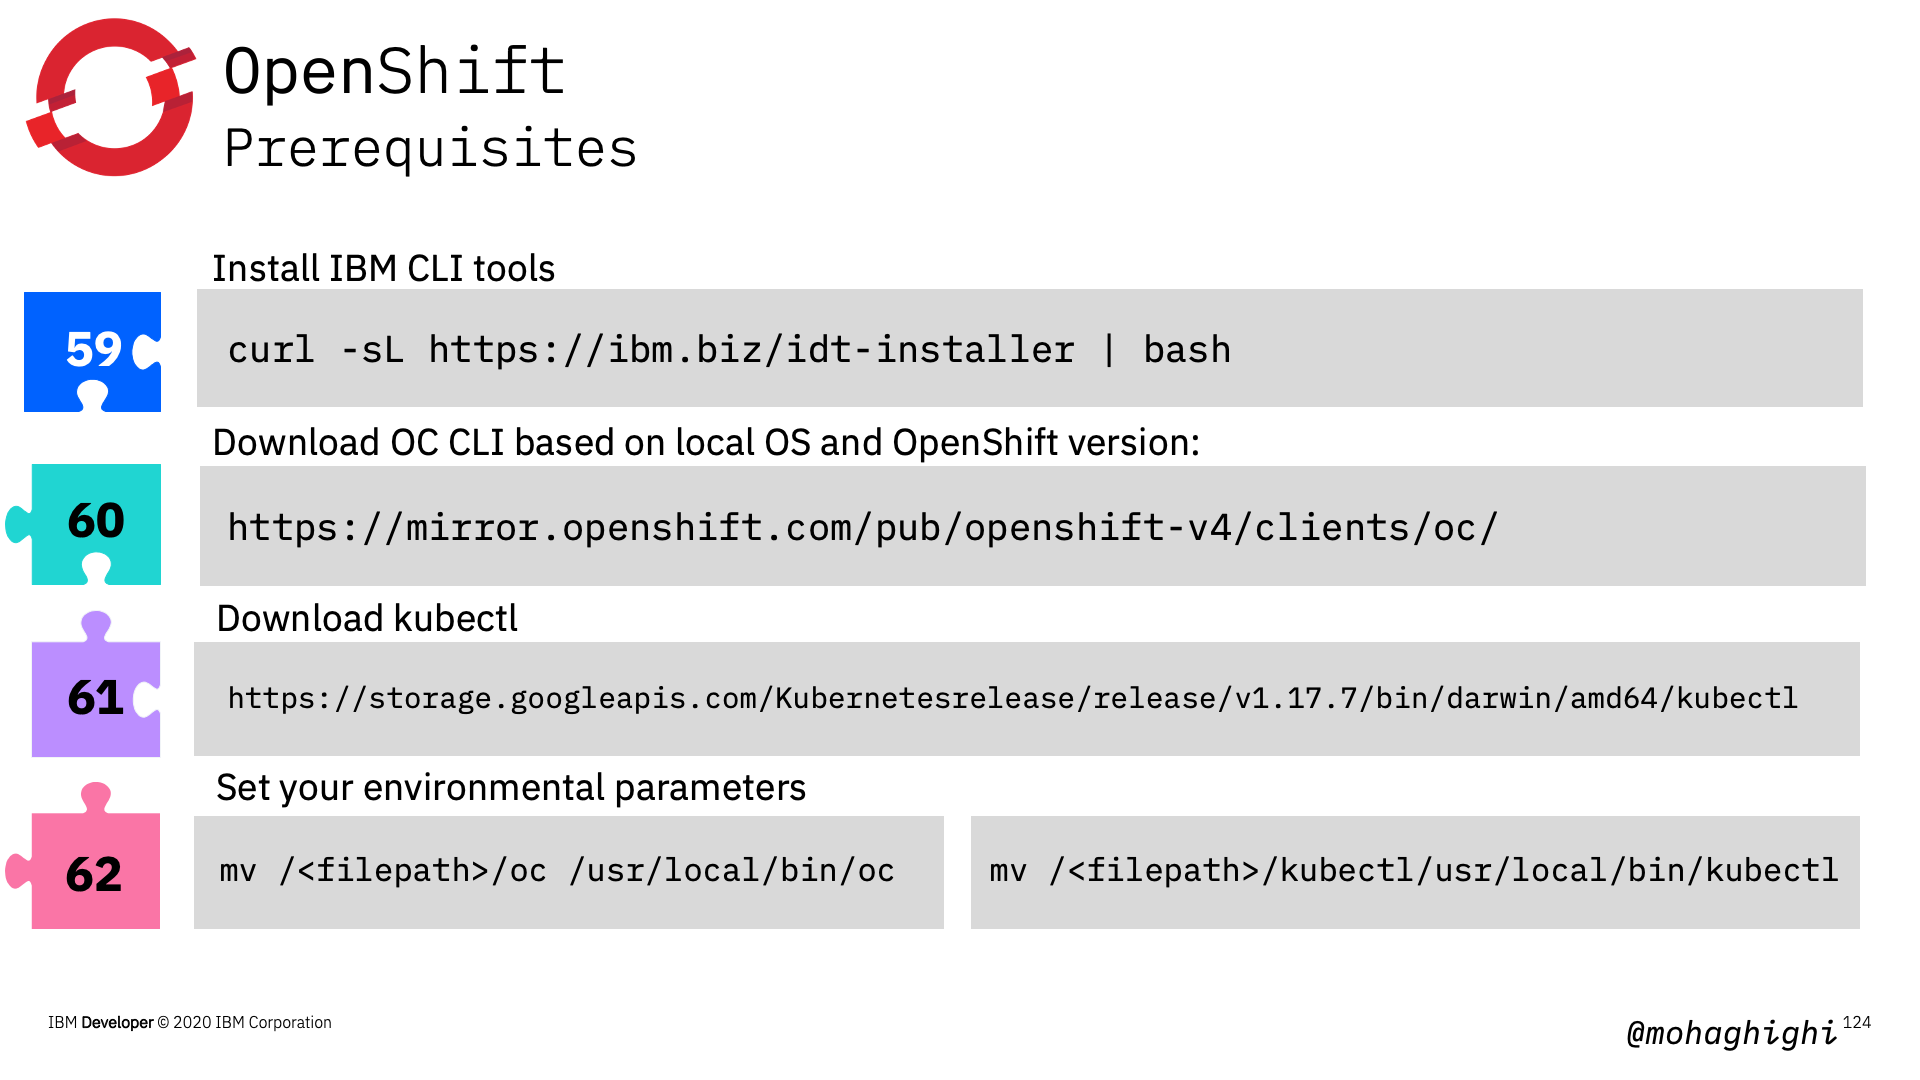 OpenShift
Prerequisites
Install IBM CLI tools
59
curl -sL https://ibm.biz/idt-installer | bash
Download OC CLI based on local OS and OpenShift version:
60
https://mirror.openshift.com/pub/openshift-v4/clients/oc/
Download kubectl
61
https://storage.googleapis.com/Kubernetesrelease/release/v1.17.7/bin/darwin/amd64/kubectl
Set your environmental parameters
62
mv /<filepath>/oc /usr/local/bin/oc
mv /<filepath>/kubectl/usr/local/bin/kubectl
IBM Developer © 2020 IBM Corporation
@mohaghighi
124